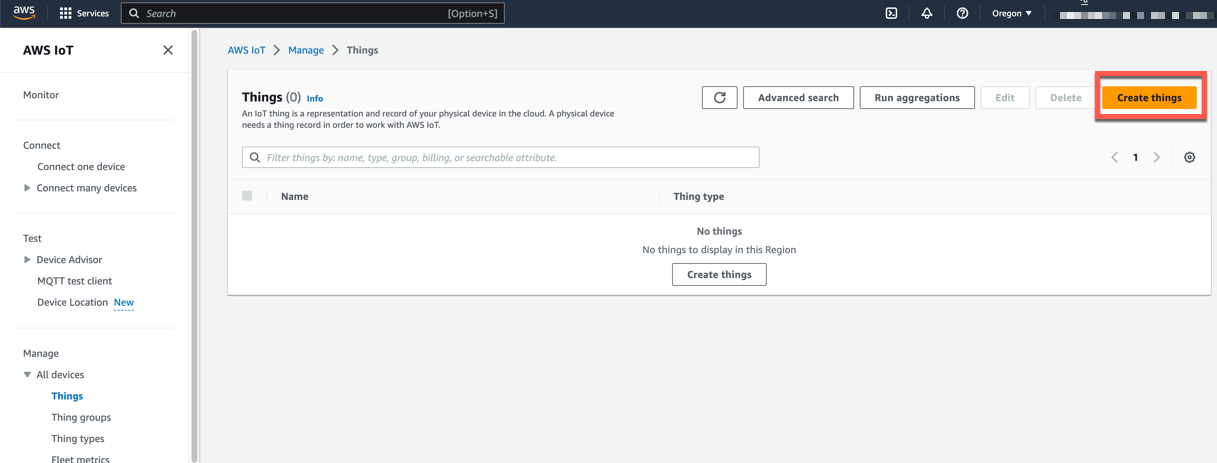 aws Services Search [Option+S] Oregon
AWS IoT
Monitor
Connect
Connect one device
Connect many devices
Test
Device Advisor
MQTT test client
Device Location New
Manage
All devices
Things
Thing groups
Thing types
Fleet metrics
AWS IoT Manage Things
Things (0) Info
An IoT thing is a representation and record of your physical device in the cloud. A physical device
needs a thing record in order to work with AWS IoT.
Advanced search Run aggregations Edit Delete Create things
Filter things by: name, type, group, billing, or searchable attribute.
1
Name Thing type
No things
No things to display in this Region
Create things